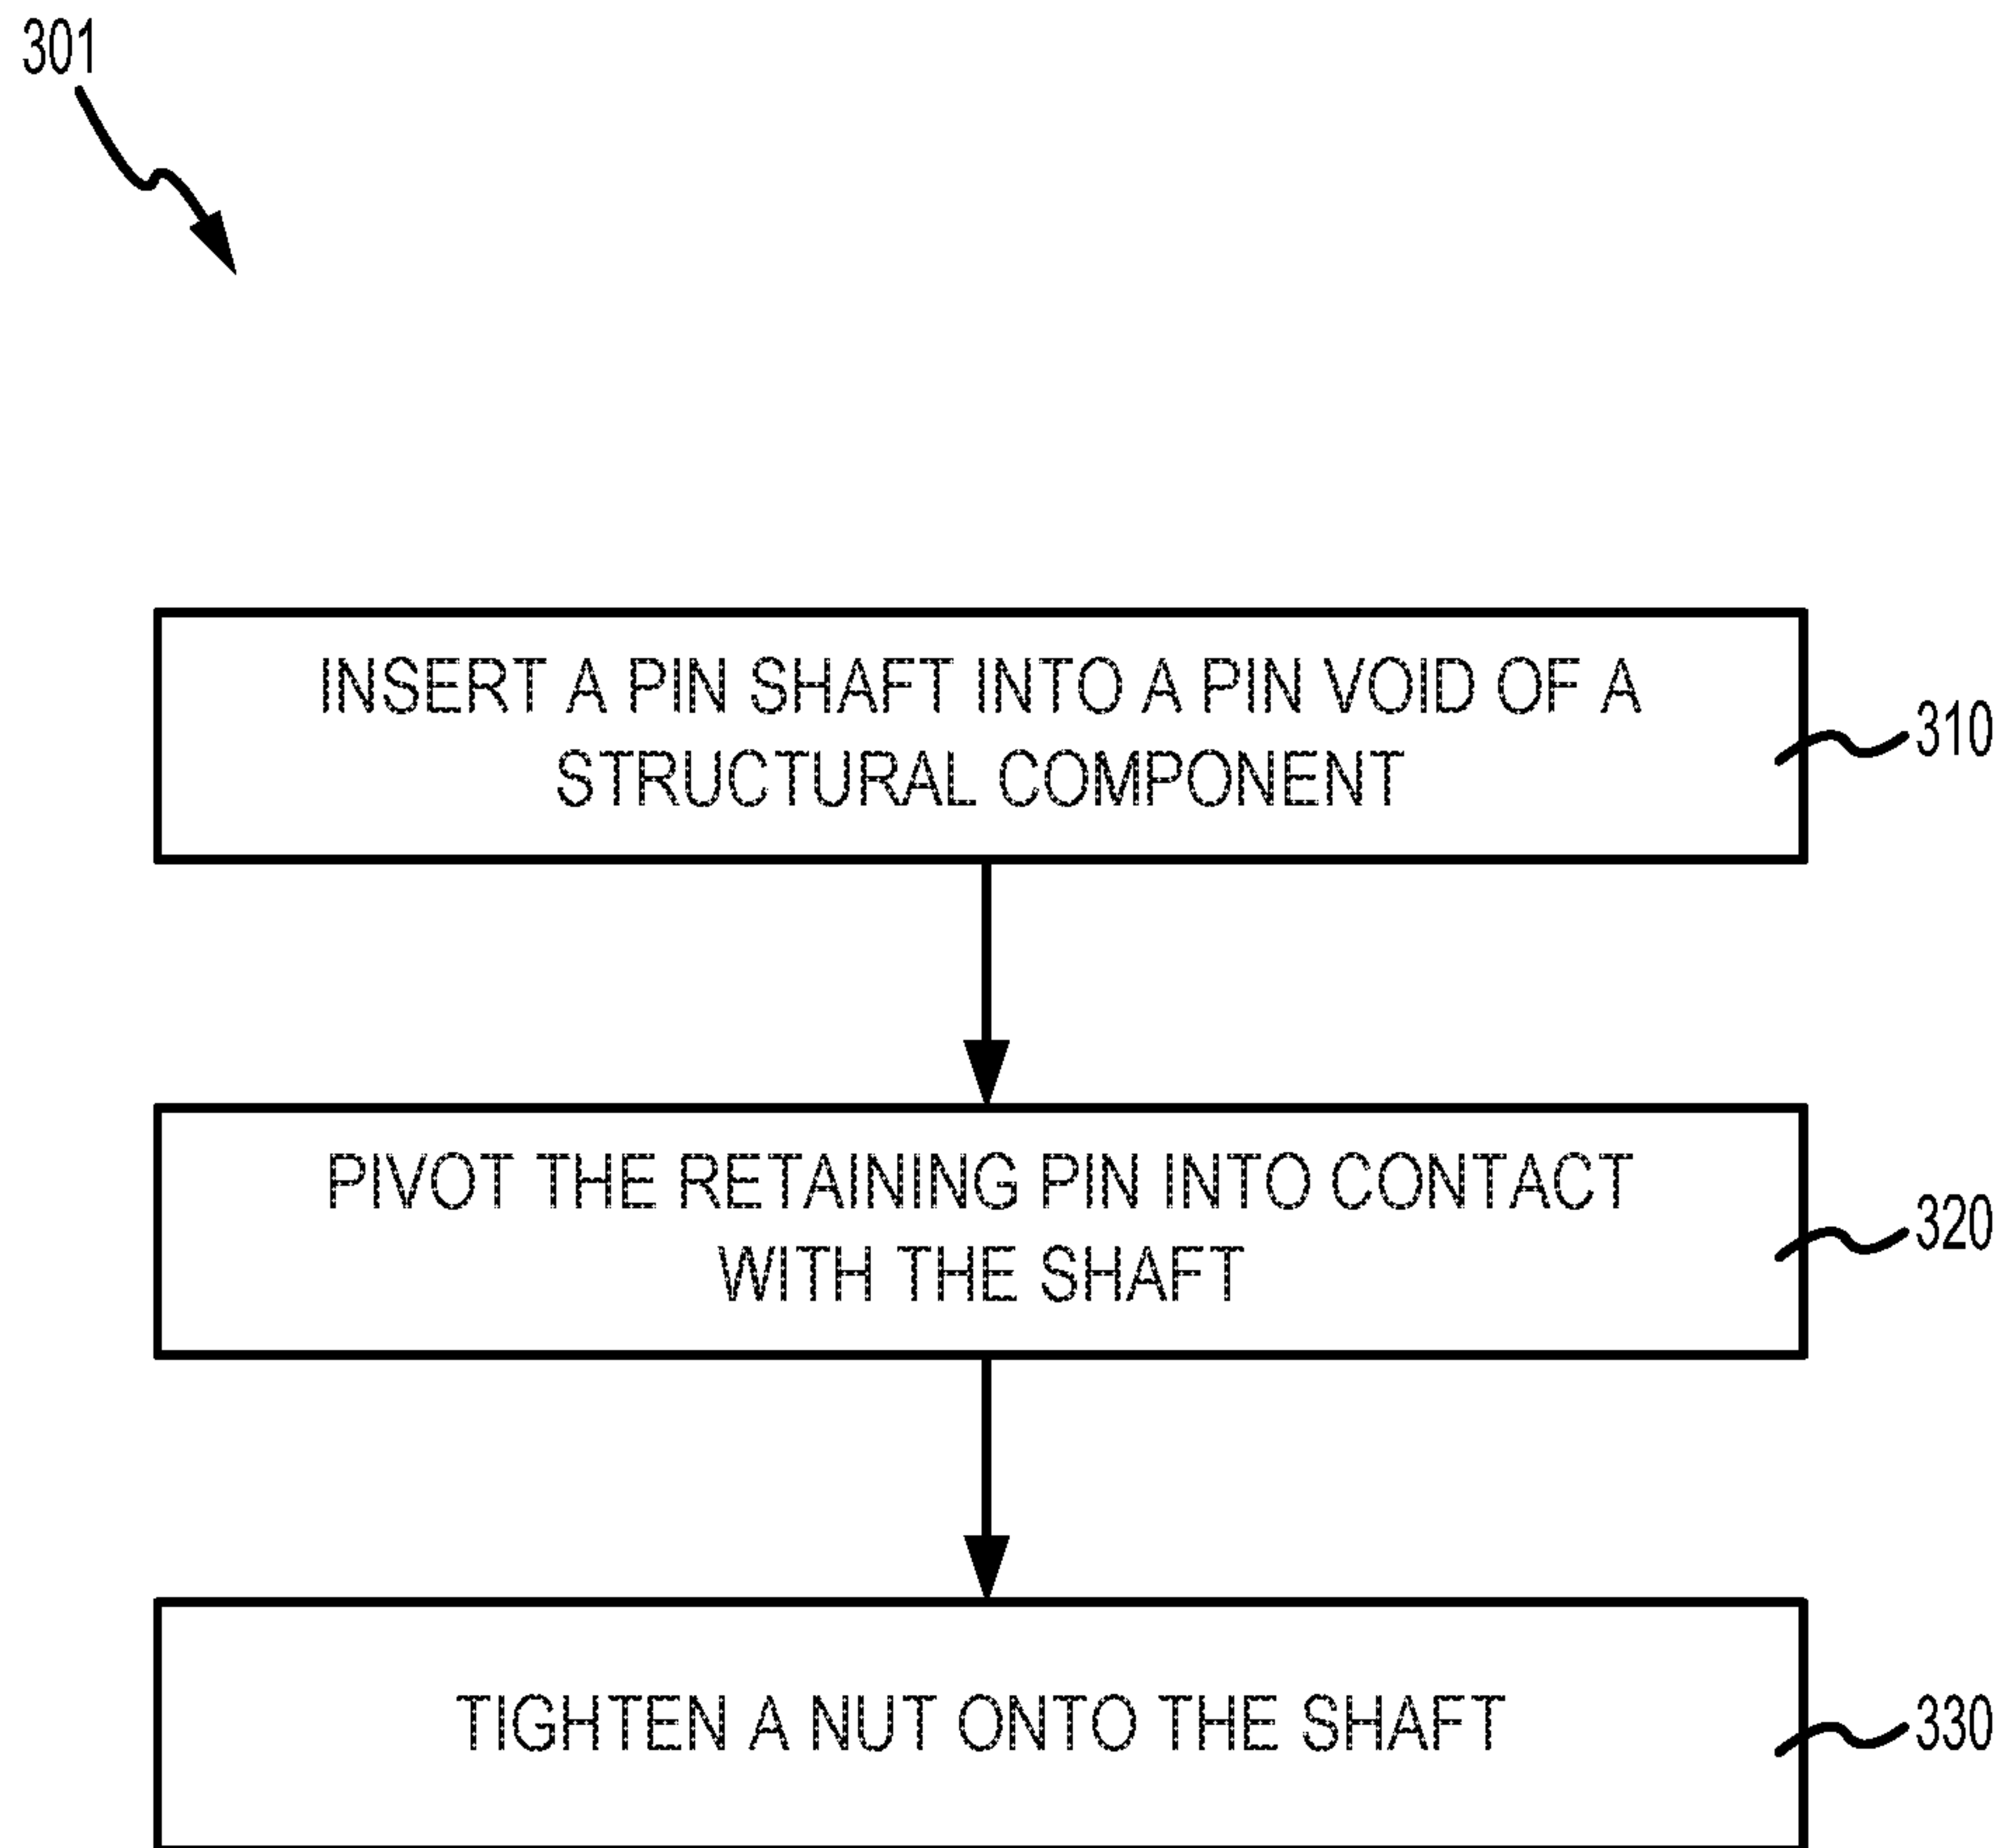 301
INSERT A PIN SHAFT INTO A PIN VOID OF A
STRUCTURAL COMPONENT
310
PIVOT THE RETAINING PIN INTO CONTACT
WITH THE SHAFT
320
TIGHTEN A NUT ONTO THE SHAFT
330